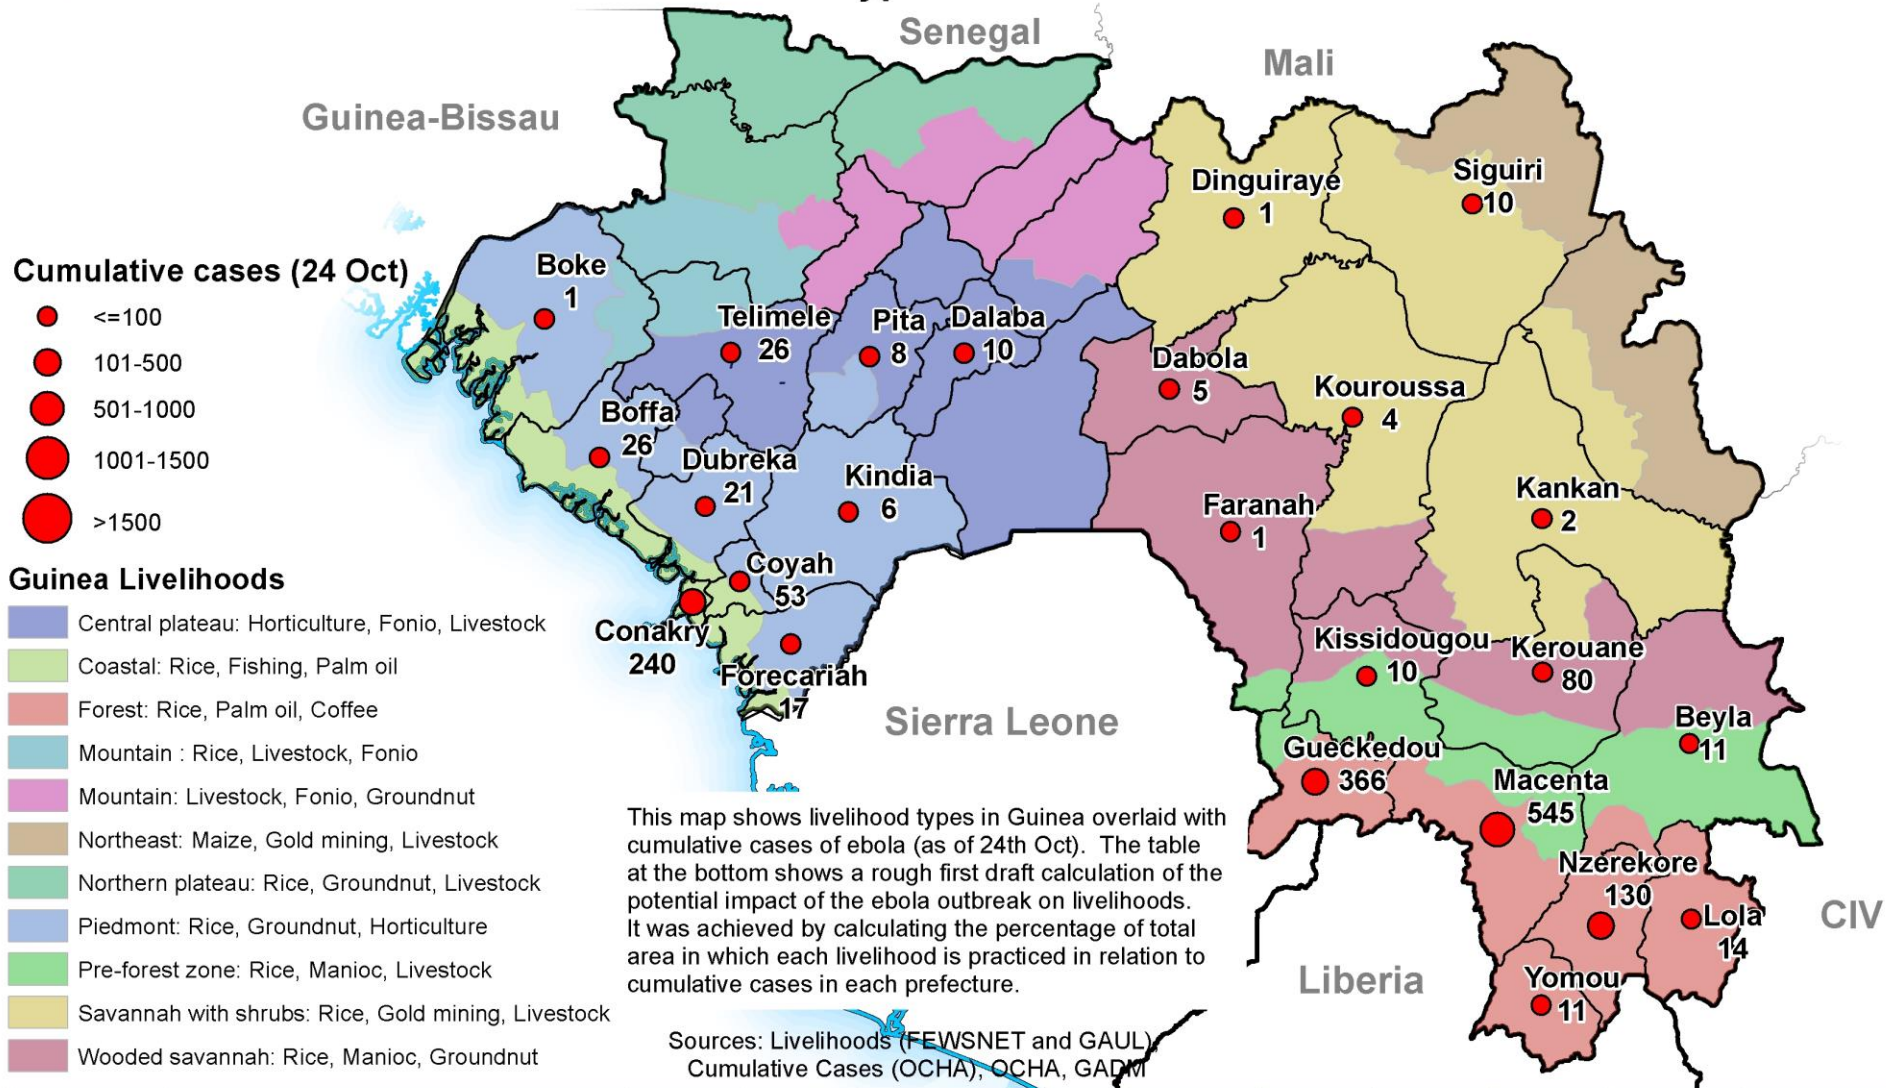 Senegal
Mali
Guinea-Bissau
Dinguiraye
1
Siguiri
10
Boke
1
Cumulative cases (24 Oct)
<=100
101-500
501-1000
1001-1500
>1500
Telimele
26
Pita
8
Dalaba
10
Dabola
5
Kouroussa
4
Boffa
26
Dubreka
21
Kindia
6
Kankan
2
Faranah
1
Coyah
53
Conakry
240
Forecariah
17
Kissidougou
10
Kerouane
80
Beyla
11
Sierra Leone
Gueckedou
366
Macenta
545
Nzerekore
130
Lola
14
CIV
Liberia
Yomou
11
Guinea Livelihoods
Central plateau: Horticulture, Fonio, Livestock
Coastal: Rice, Fishing, Palm oil
Forest: Rice, Palm oil, Coffee
Mountain : Rice, Livestock, Fonio
Mountain: Livestock, Fonio, Groundnut
Northeast: Maize, Gold mining, Livestock
Northern plateau: Rice, Groundnut, Livestock
Piedmont: Rice, Groundnut, Horticulture
Pre-forest zone: Rice, Manioc, Livestock
Savannah with shrubs: Rice, Gold mining, Livestock
Wooded savannah: Rice, Manioc, Groundnut
This map shows livelihood types in Guinea overlaid with
cumulative cases of ebola (as of 24th Oct). The table
at the bottom shows a rough first draft calculation of the
potential impact of the ebola outbreak on livelihoods.
It was achieved by calculating the percentage of total
area in which each livelihood is practiced in relation to
cumulative cases in each prefecture.
Sources: Livelihoods (FEWSNET and GAUL),
Cumulative Cases (OCHA), OCHA, GADM